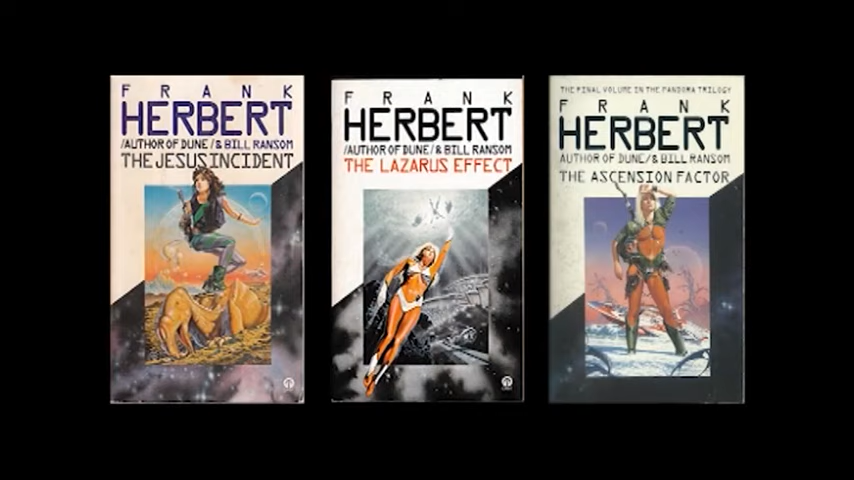 FRANK
HERBERT
/AUTHOR OF DUNE/& BILL RANSOM
THE JESUS INCIDENT
FRANK
HERBERT
/AUTHOR OF DUNE/& BILL RANSOM
THE LAZARUS EFFECT
THE FINAL VOLUME IN THE PANDORA TRILOGY
FRANK
HERBERT
AUTHOR OF DUNE/& BILL RANSOM
THE ASCENSION FACTOR